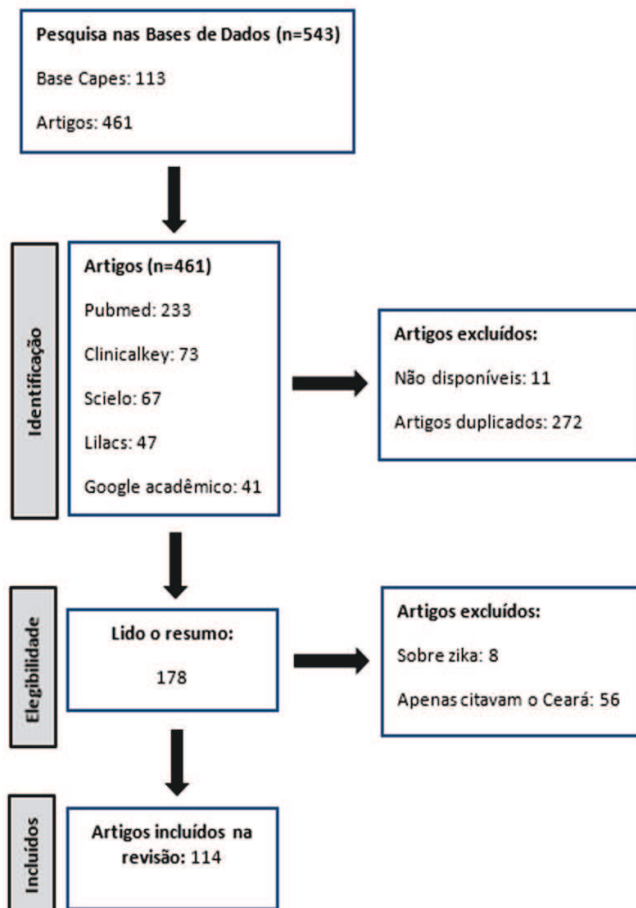 Pesquisa nas Bases de Dados (n=543)
Base Capes: 113
Artigos: 461
Identificação
Artigos (n=461)
Pubmed: 233
Clinicalkey: 73
Scielo: 67
Lilacs: 47
Google acadêmico: 41
Artigos excluídos:
Não disponíveis: 11
Artigos duplicados: 272
Elegibilidade
Lido o resumo:
178
Artigos excluídos:
Sobre zika: 8
Apenas citavam o Ceará: 56
Incluídos
Artigos incluídos na
revisão: 114